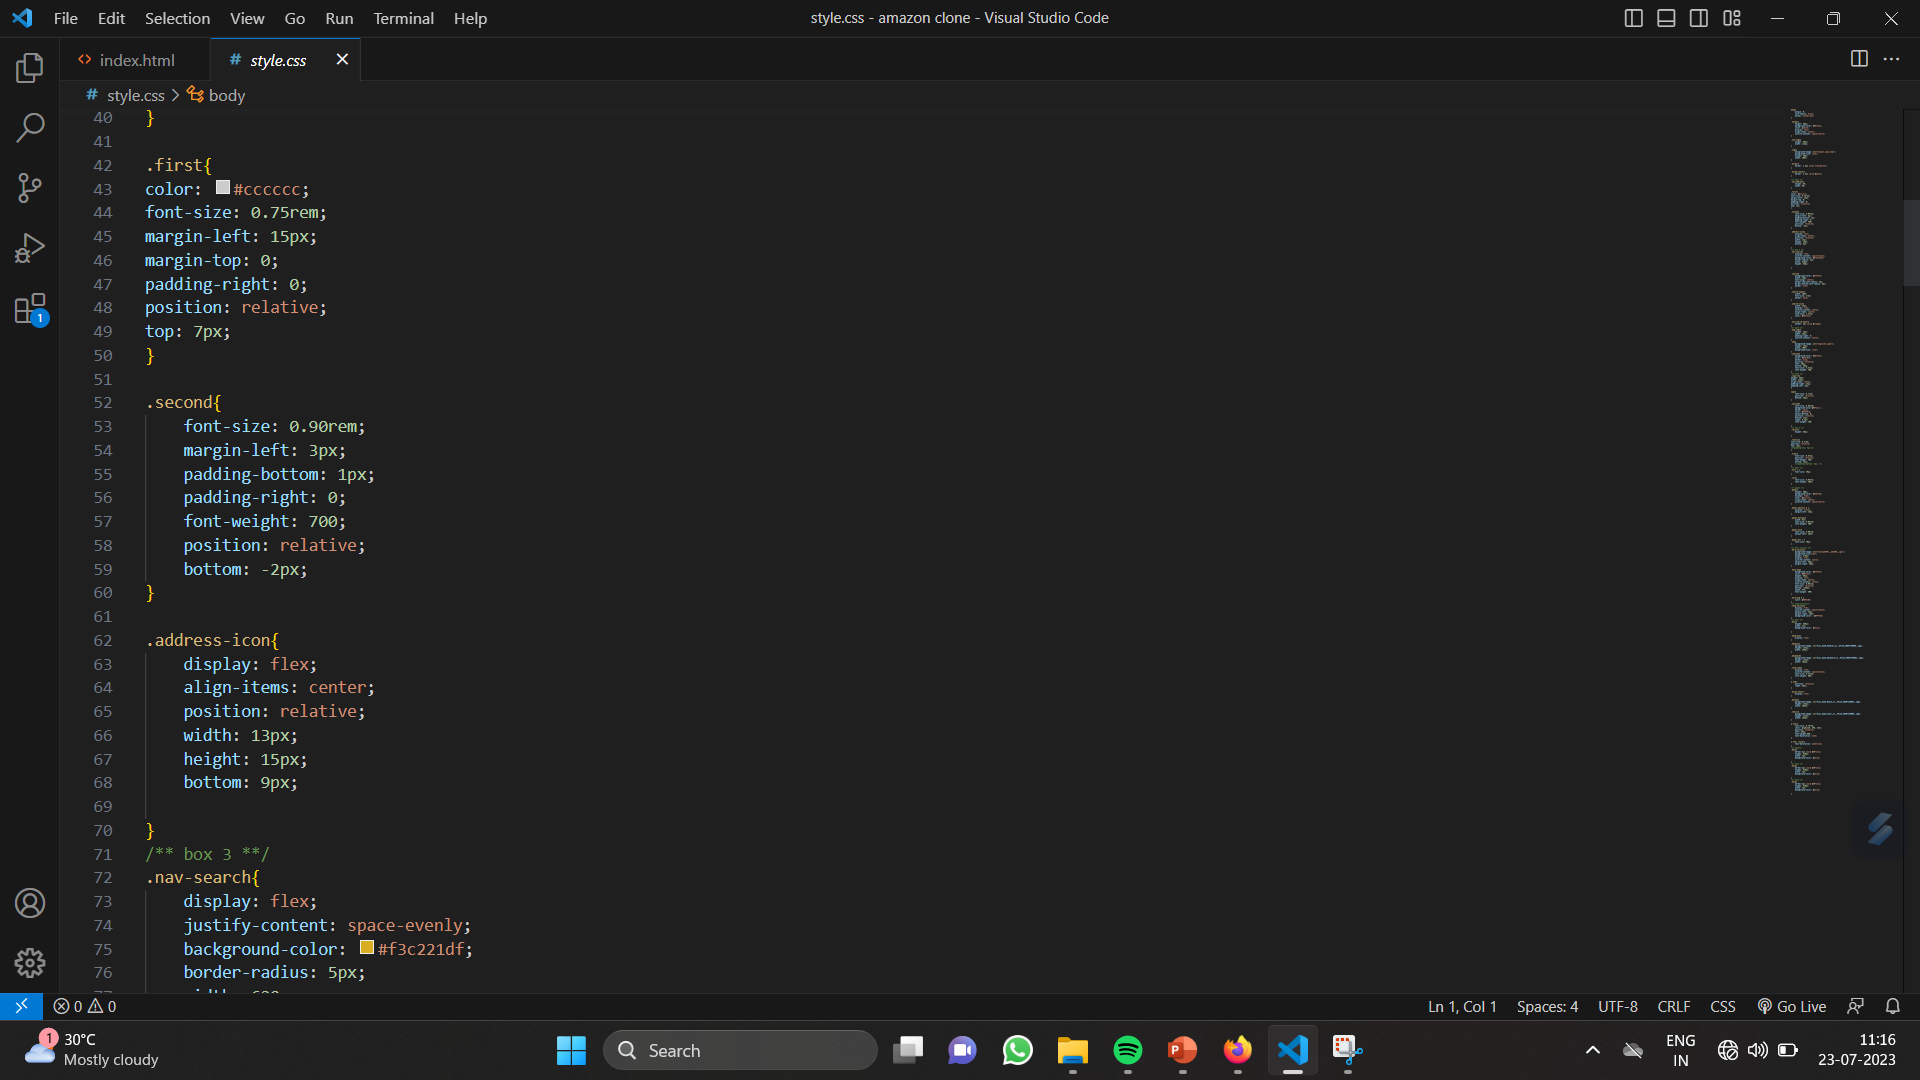 File Edit Selection View Go Run Terminal Help
style.css - amazon clone - Visual Studio Code
index.html
# style.css
# style.css > body
40 }
41
42 .first{
43 color: #cccccc;
44 font-size: 0.75rem;
45 margin-left: 15px;
46 margin-top: 0;
47 padding-right: 0;
48 position: relative;
49 top: 7px;
50 }
51
52 .second{
53 font-size: 0.90rem;
54 margin-left: 3px;
55 padding-bottom: 1px;
56 padding-right: 0;
57 font-weight: 700;
58 position: relative;
59 bottom: -2px;
60 }
61
62 .address-icon{
63 display: flex;
64 align-items: center;
65 position: relative;
66 width: 13px;
67 height: 15px;
68 bottom: 9px;
69
70 }
71 /** box 3 **/
72 .nav-search{
73 display: flex;
74 justify-content: space-evenly;
75 background-color: #f3c221df;
76 border-radius: 5px;
1
0 0
Ln 1, Col 1 Spaces: 4 UTF-8 CRLF CSS Go Live
1
30°C
Mostly cloudy
Search
ENG
IN
11:16
23-07-2023